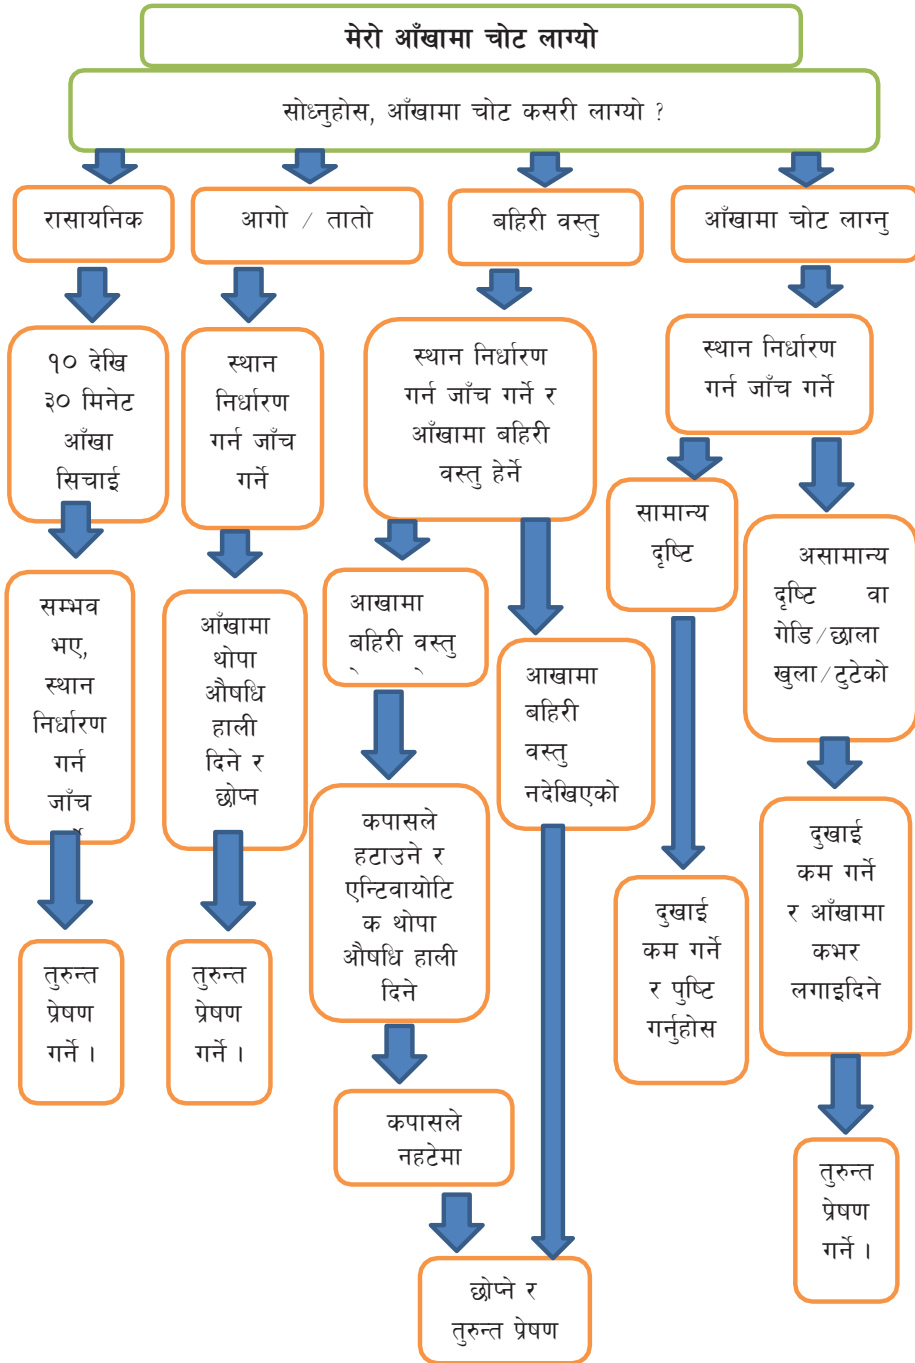 मेरो आँखामा चोट लाग्यो
सोध्नुहोस, आँखामा चोट कसरी लाग्यो ?
रासायनिक
आगो / तातो
बहिरी वस्तु
आँखामा चोट लाग्नु
१० देखि
३० मिनेट
आँखा
सिचाई
स्थान
निर्धारण
गर्न जाँच
गर्ने
स्थान निर्धारण
गर्न जाँच गर्ने र
आँखामा बहिरी
वस्तु हेर्ने
स्थान निर्धारण
गर्न जाँच गर्ने
सामान्य
दृष्टि
असामान्य
दृष्टि वा
गेडि/छाला
खुला/टुटेको
सम्भव
भए,
स्थान
निर्धारण
गर्न
जाँच
आँखामा
थोपा
औषधि
हाली
दिने र
छोप्न
आखामा
बहिरी वस्तु
आखामा
बहिरी
वस्तु
नदेखिएको
कपासले
हटाउने र
एन्टिवायोटि
क थोपा
औषधि हाली
दिने
दुखाई
कम गर्ने
र पुष्टि
गर्नुहोस
दुखाई
कम गर्ने
र आँखामा
कभर
लगाइदिने
तुरुन्त
प्रेषण
गर्ने ।
तुरुन्त
प्रेषण
गर्ने ।
कपासले
नहटेमा
तुरुन्त
प्रेषण
गर्ने ।
छोप्ने र
तुरुन्त प्रेषण